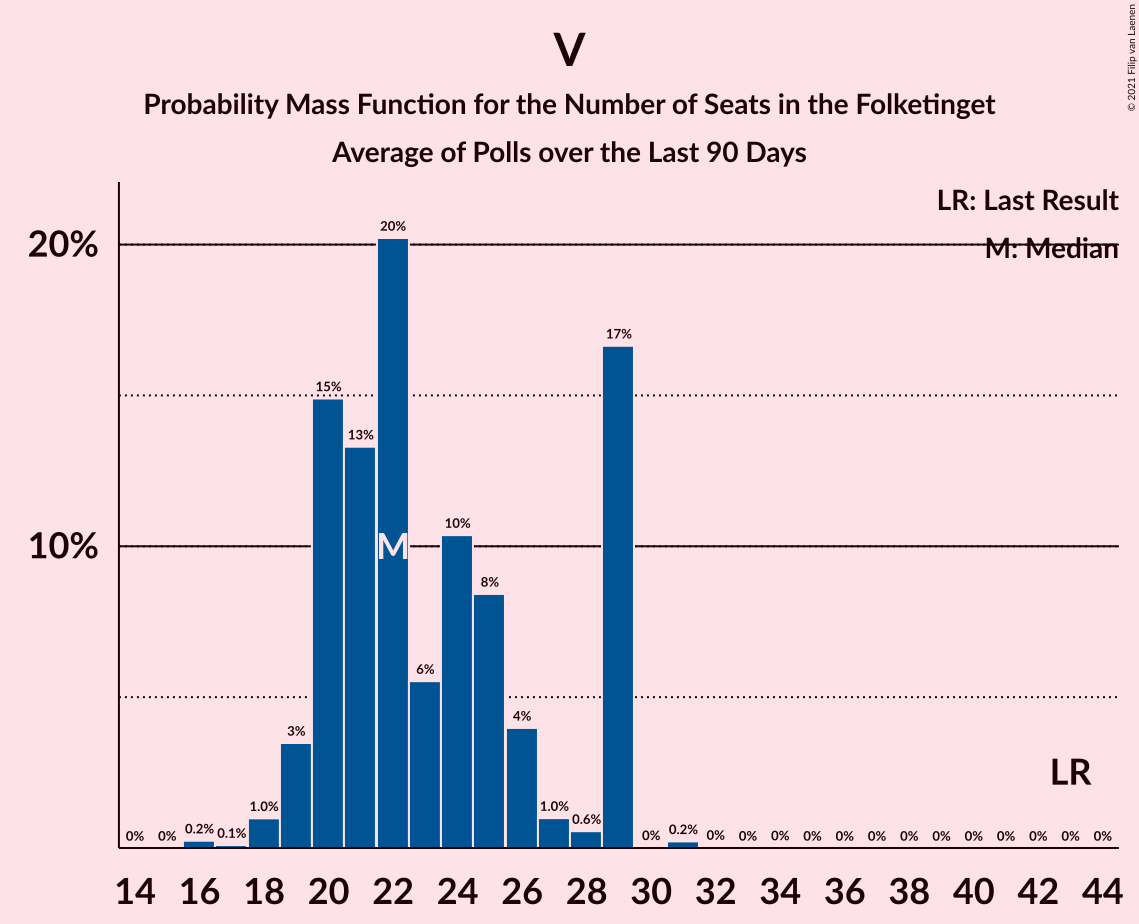 V
Probability Mass Function for the Number of Seats in the Folketinget
Average of Polls over the Last 90 Days
© 2021 Filip van Laenen
LR: Last Result
M: Median
20%
10%
0% 0% 0.2% 0.1% 1.0% 3% 15% 13% 20% 6% 10% 8% 4% 1.0% 0.6% 17% 0% 0.2% 0% 0% 0% 0% 0% 0% 0% 0% 0% 0% 0% 0% 0%
M
LR
14 16 18 20 22 24 26 28 30 32 34 36 38 40 42 44